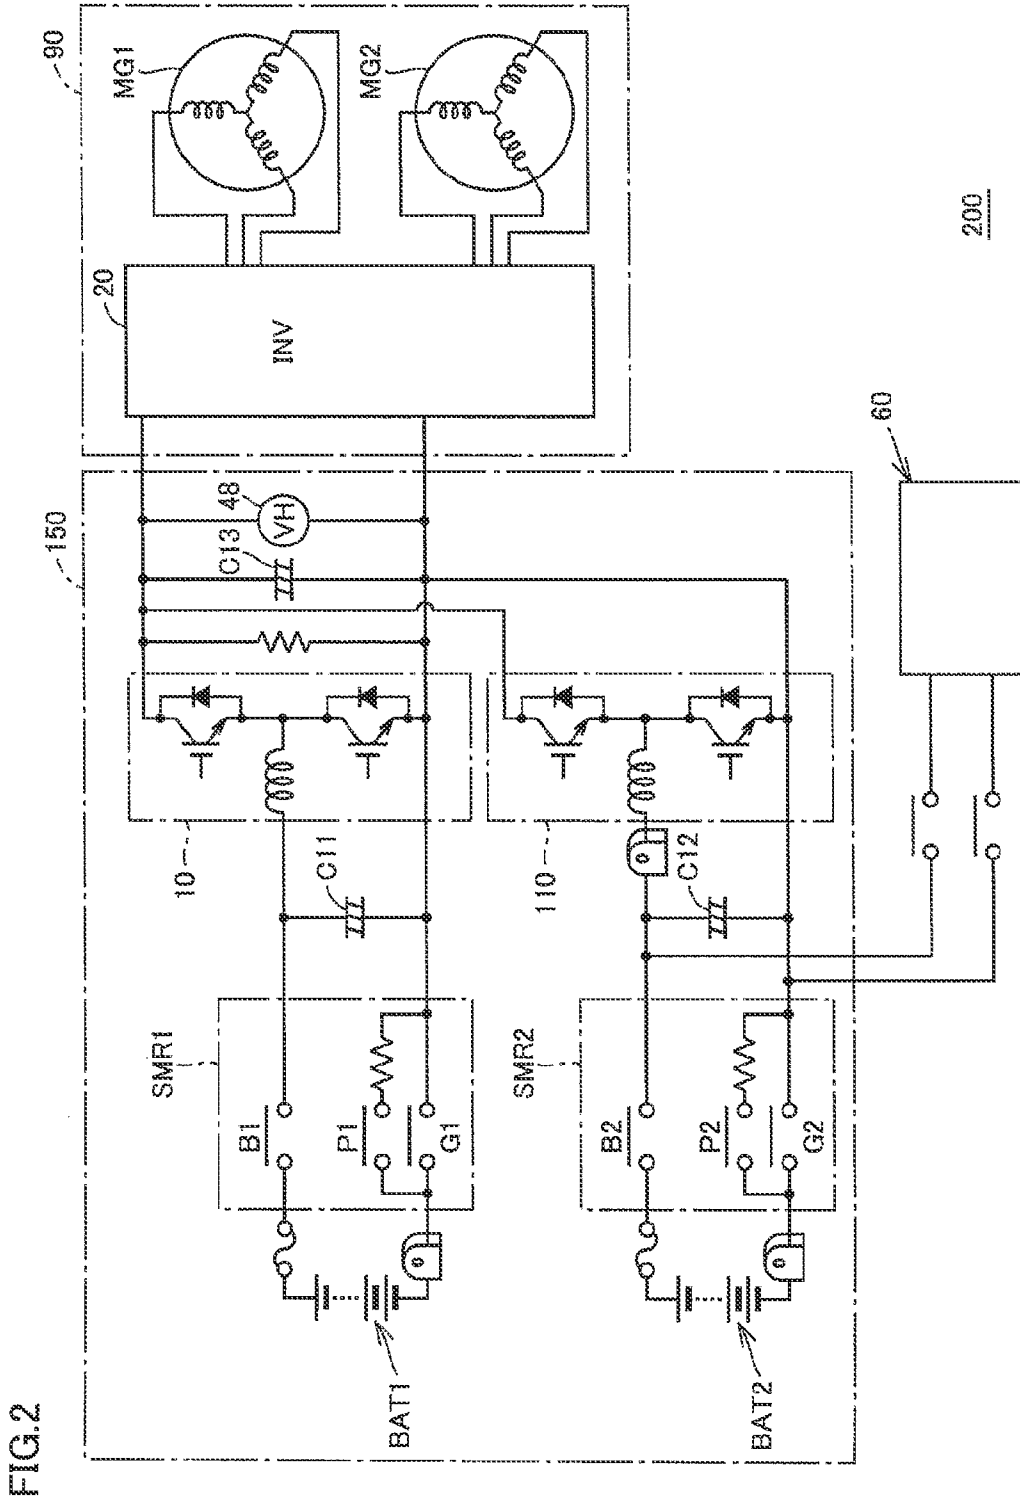 FIG.2
150
90
SMR1
10
C11
C13
48
VH
20
MG1
B1
INV
P1
G1
BAT1
MG2
SMR2
110
B2
C12
P2
G2
BAT2
60
200